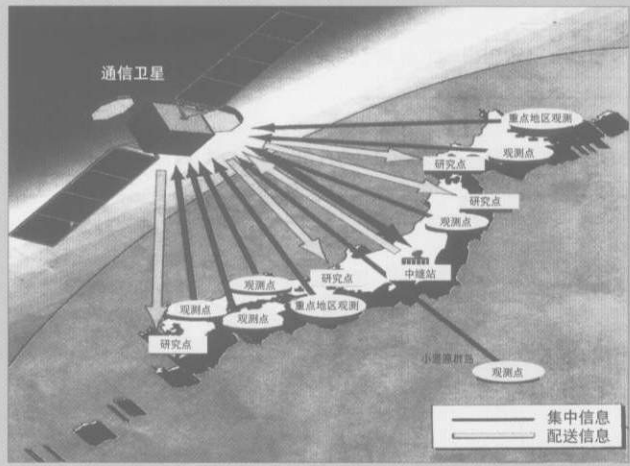 通信卫星
重点地区观测
观测点
研究点
研究点
观测点
中继站
研究点
观测点
重点地区观测
观测点
观测点
研究点
小笠原群岛
观测点
集中信息
配送信息